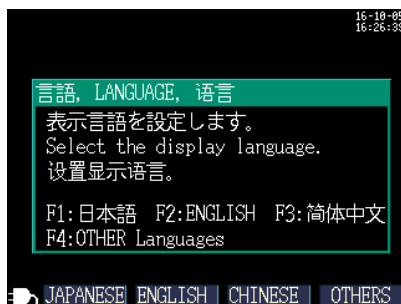 16-10-05
16:26:39
言語, LANGUAGE, 语言
表示言語を設定します。
Select the display language.
设置显示语言。
F1:日本語 F2:ENGLISH F3:简体中文
F4:OTHER Languages
JAPANESE ENGLISH CHINESE OTHERS